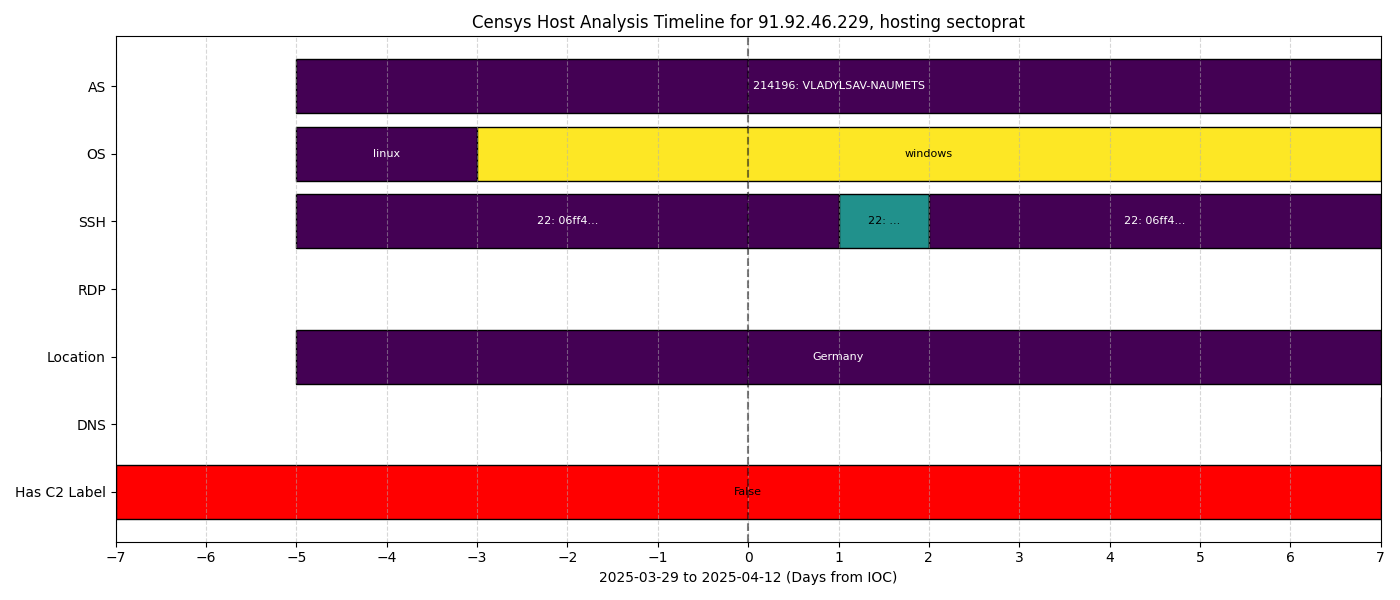 Censys Host Analysis Timeline for 91.92.46.229, hosting sectoprat
AS
214196: VLADYLSAV-NAUMETS
OS
linux
windows
SSH
22: 06ff4...
22: ...
22: 06ff4...
RDP
Location
Germany
DNS
Has C2 Label
False
−7 −6 −5 −4 −3 −2 −1 0 1 2 3 4 5 6 7
2025-03-29 to 2025-04-12 (Days from IOC)